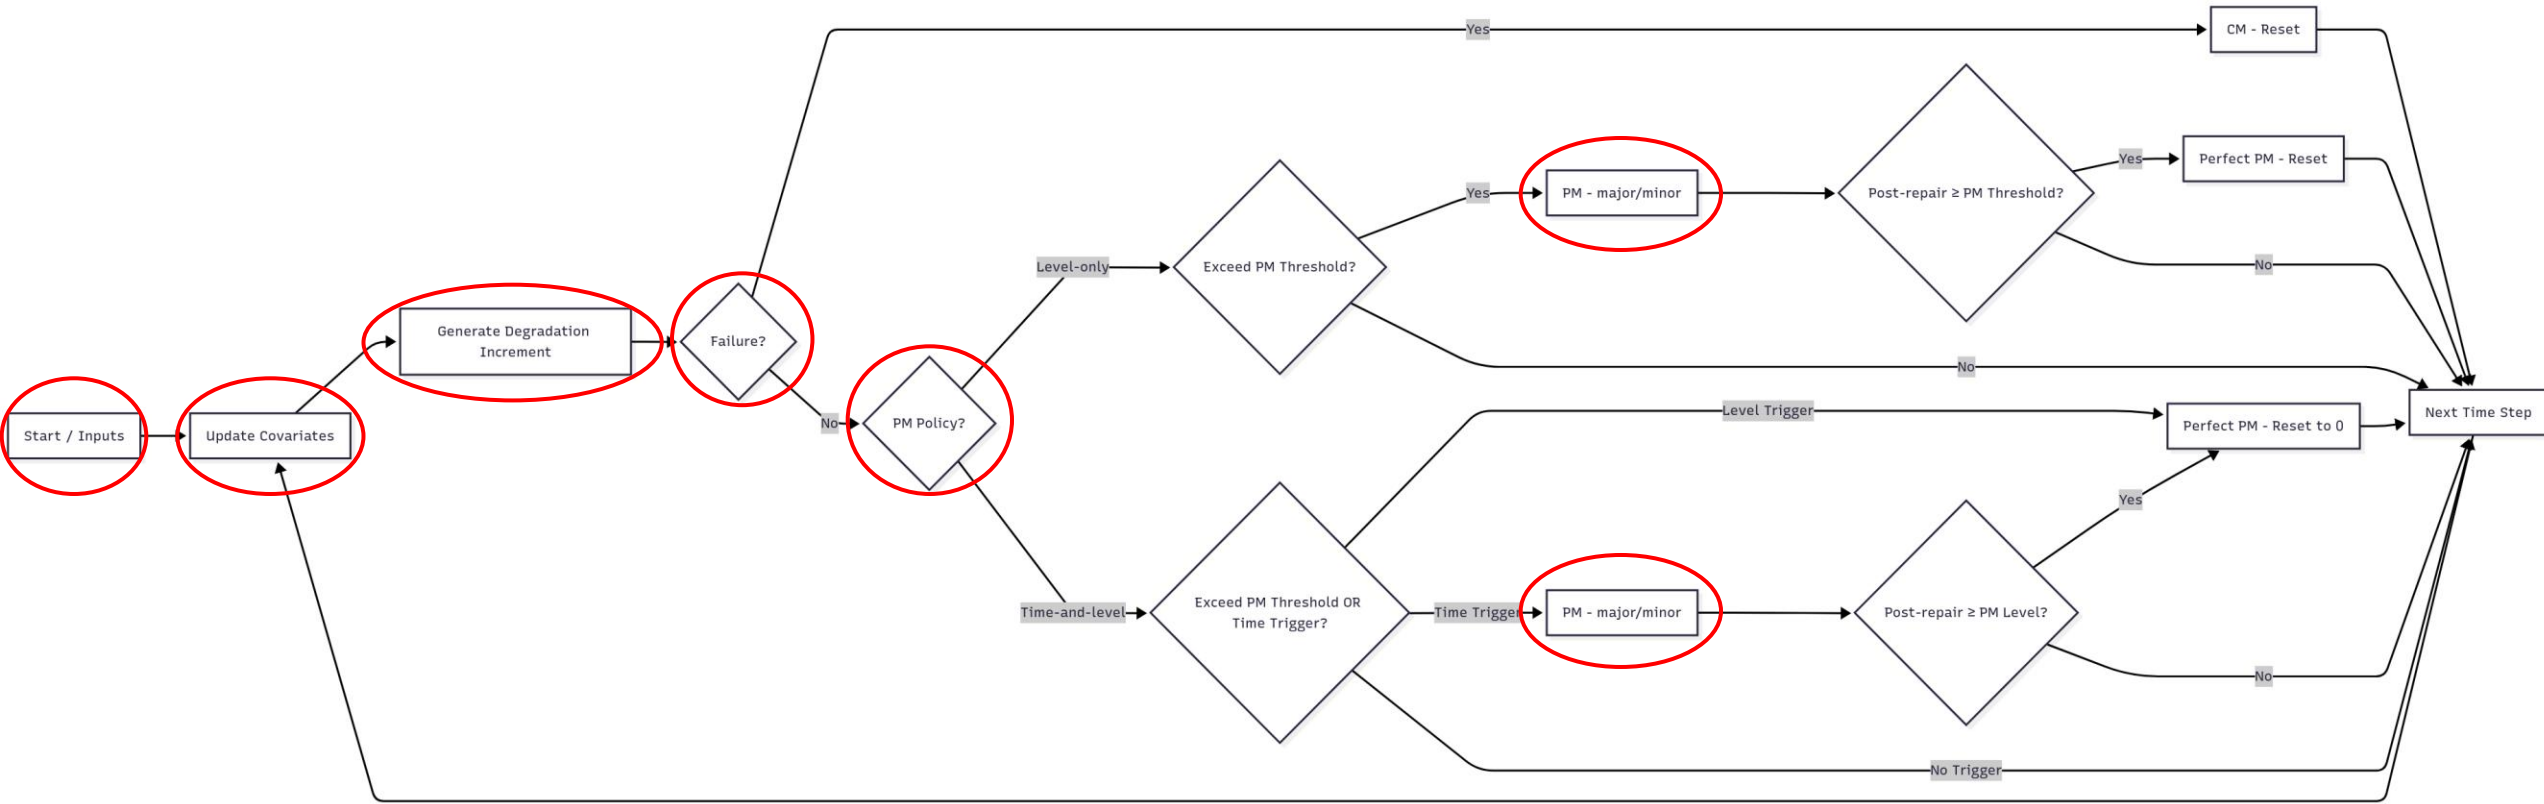 Yes
CM - Reset
Yes
Perfect PM - Reset
Yes
PM - major/minor
Post-repair ≥ PM Threshold?
Level-only
Exceed PM Threshold?
No
Generate Degradation
Increment
Failure?
No
Level Trigger
Next Time Step
Start / Inputs
Update Covariates
No
PM Policy?
Perfect PM - Reset to 0
Yes
Time-and-level
Exceed PM Threshold OR
Time Trigger?
Time Trigger
PM - major/minor
Post-repair ≥ PM Level?
No
No Trigger